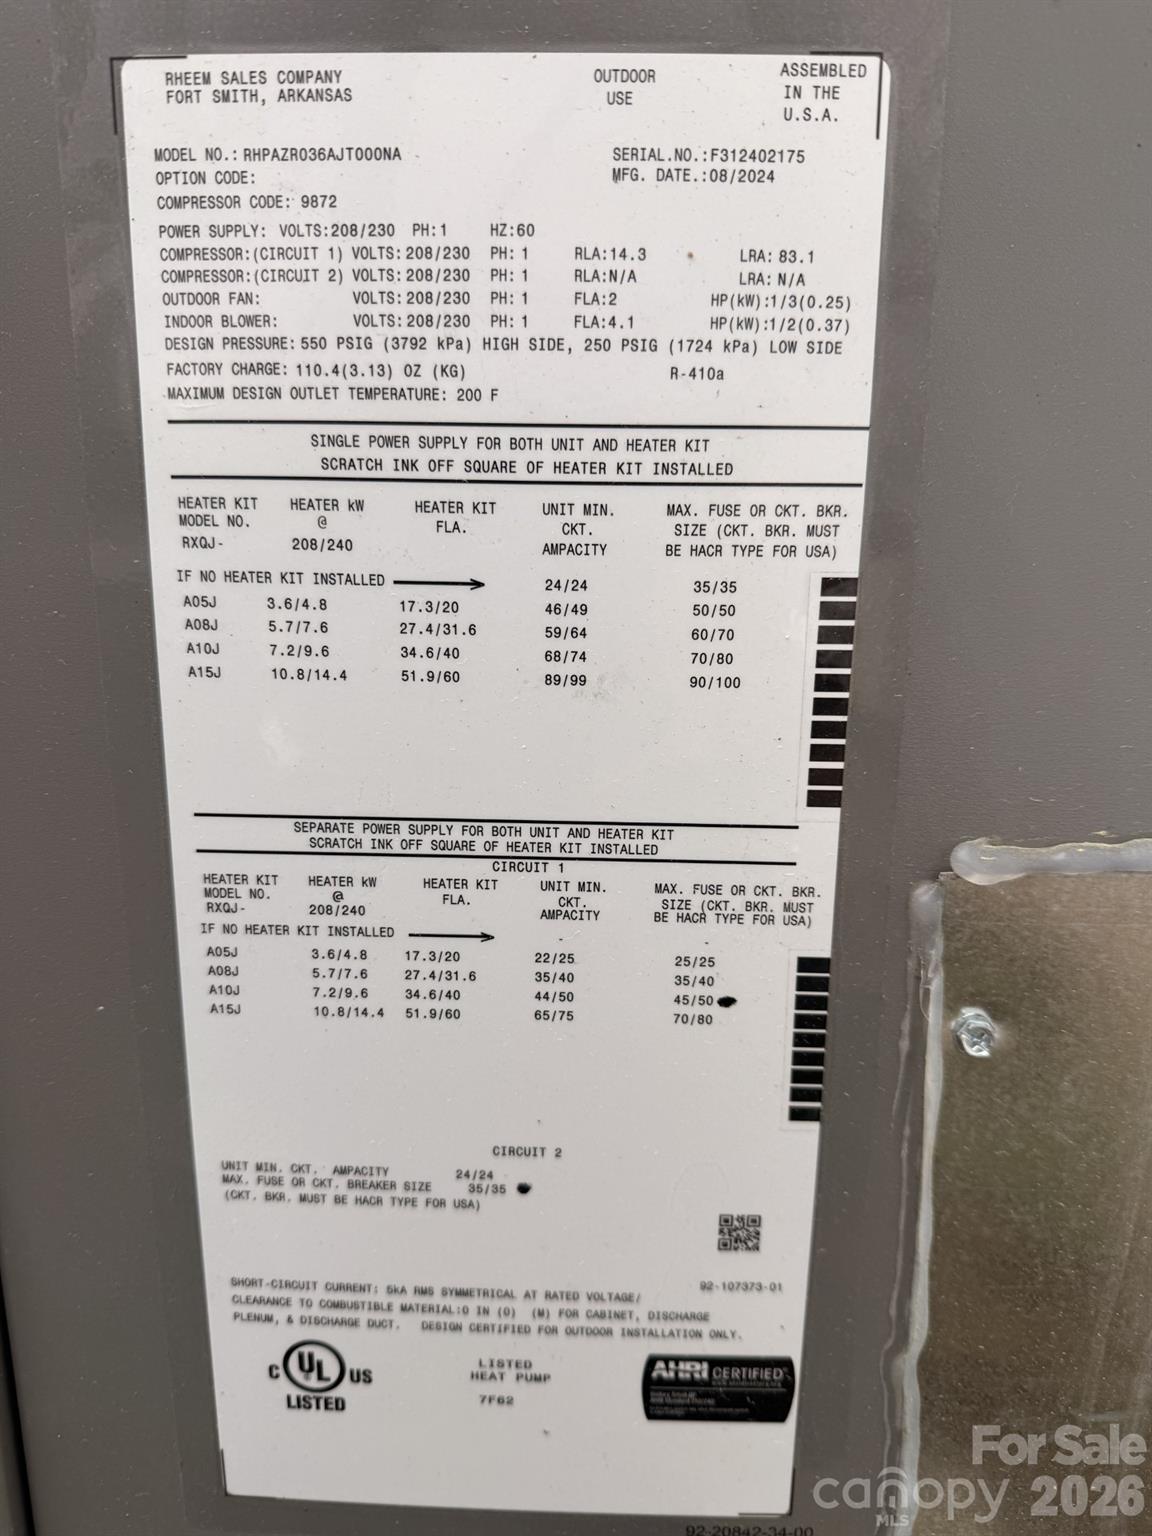 RHEEM SALES COMPANY OUTDOOR ASSEMBLED
FORT SMITH, ARKANSAS USE IN THE
U.S.A.
MODEL NO.: RHPAZR036AJT000NA SERIAL.NO.:F312402175
OPTION CODE: MFG. DATE.:08/2024
COMPRESSOR CODE: 9872
POWER SUPPLY: VOLTS:208/230 PH:1 HZ:60
COMPRESSOR:(CIRCUIT 1) VOLTS:208/230 PH: 1 RLA:14.3 LRA: 83.1
COMPRESSOR:(CIRCUIT 2) VOLTS:208/230 PH: 1 RLA:N/A LRA: N/A
OUTDOOR FAN: VOLTS:208/230 PH: 1 FLA:2 HP(kW):1/3(0.25)
INDOOR BLOWER: VOLTS:208/230 PH: 1 FLA:4.1 HP(kW):1/2(0.37)
DESIGN PRESSURE: 550 PSIG (3792 kPa) HIGH SIDE, 250 PSIG (1724 kPa) LOW SIDE
FACTORY CHARGE: 110.4(3.13) OZ (KG) R-410a
MAXIMUM DESIGN OUTLET TEMPERATURE: 200 F
SINGLE POWER SUPPLY FOR BOTH UNIT AND HEATER KIT
SCRATCH INK OFF SQUARE OF HEATER KIT INSTALLED
HEATER KIT HEATER kW HEATER KIT UNIT MIN. MAX. FUSE OR CKT. BKR.
MODEL NO. @ FLA. CKT. SIZE (CKT. BKR. MUST
RXQJ- 208/240 AMPACITY BE HACR TYPE FOR USA)
IF NO HEATER KIT INSTALLED 24/24 35/35
A05J 3.6/4.8 17.3/20 46/49 50/50
A08J 5.7/7.6 27.4/31.6 59/64 60/70
A10J 7.2/9.6 34.6/40 68/74 70/80
A15J 10.8/14.4 51.9/60 89/99 90/100
SEPARATE POWER SUPPLY FOR BOTH UNIT AND HEATER KIT
SCRATCH INK OFF SQUARE OF HEATER KIT INSTALLED
CIRCUIT 1
HEATER KIT HEATER kW HEATER KIT UNIT MIN. MAX. FUSE OR CKT. BKR.
MODEL NO. @ FLA. CKT. SIZE (CKT. BKR. MUST
RXQJ- 208/240 AMPACITY BE HACR TYPE FOR USA)
IF NO HEATER KIT INSTALLED - -
A05J 3.6/4.8 17.3/20 22/25 25/25
A08J 5.7/7.6 27.4/31.6 35/40 35/40
A10J 7.2/9.6 34.6/40 44/50 45/50
A15J 10.8/14.4 51.9/60 65/75 70/80
CIRCUIT 2
UNIT MIN. CKT. AMPACITY 24/24
MAX. FUSE OR CKT. BREAKER SIZE 35/35
(CKT. BKR. MUST BE HACR TYPE FOR USA)
SHORT-CIRCUIT CURRENT: 5kA RMS SYMMETRICAL AT RATED VOLTAGE/ 92-107373-01
CLEARANCE TO COMBUSTIBLE MATERIAL:0 IN (0) (M) FOR CABINET, DISCHARGE
PLENUM, & DISCHARGE DUCT. DESIGN CERTIFIED FOR OUTDOOR INSTALLATION ONLY.
C UL US
LISTED
LISTED
HEAT PUMP
7F62
AHRI CERTIFIED
92-20842-34-00
For Sale
canopy 2026
MLS